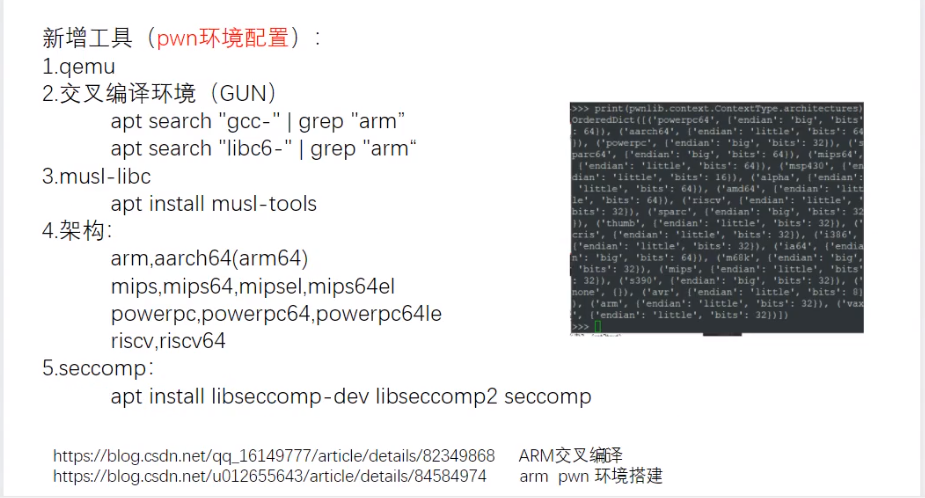 新增工具（pwn环境配置）:
1.qemu
2.交叉编译环境（GUN）
apt search "gcc-" | grep "arm”
apt search "libc6-" | grep "arm“
3.musl-libc
apt install musl-tools
4.架构:
arm,aarch64(arm64)
mips,mips64,mipsel,mips64el
powerpc,powerpc64,powerpc64le
riscv,riscv64
5.seccomp:
apt install libseccomp-dev libseccomp2 seccomp
>>> print(pwnlib.context.ContextType.architectures)
OrderedDict([('powerpc64', {'endian': 'big', 'bits'
: 64}), ('aarch64', {'endian': 'little', 'bits': 64
}), ('powerpc', {'endian': 'big', 'bits': 32}), ('s
parc64', {'endian': 'big', 'bits': 64}), ('mips64',
{'endian': 'little', 'bits': 64}), ('msp430', {'en
dian': 'little', 'bits': 16}), ('alpha', {'endian':
'little', 'bits': 64}), ('amd64', {'endian': 'litt
le', 'bits': 64}), ('riscv', {'endian': 'little', '
bits': 32}), ('sparc', {'endian': 'big', 'bits': 32
}), ('thumb', {'endian': 'little', 'bits': 32}), ('
cris', {'endian': 'little', 'bits': 32}), ('i386',
{'endian': 'little', 'bits': 32}), ('ia64', {'endia
n': 'big', 'bits': 64}), ('m68k', {'endian': 'big',
'bits': 32}), ('mips', {'endian': 'little', 'bits'
: 32}), ('s390', {'endian': 'big', 'bits': 32}), ('
none', {}), ('avr', {'endian': 'little', 'bits': 8}
), ('arm', {'endian': 'little', 'bits': 32}), ('vax
', {'endian': 'little', 'bits': 32})])
>>>
https://blog.csdn.net/qq_16149777/article/details/82349868 ARM交叉编译
https://blog.csdn.net/u012655643/article/details/84584974 arm pwn 环境搭建